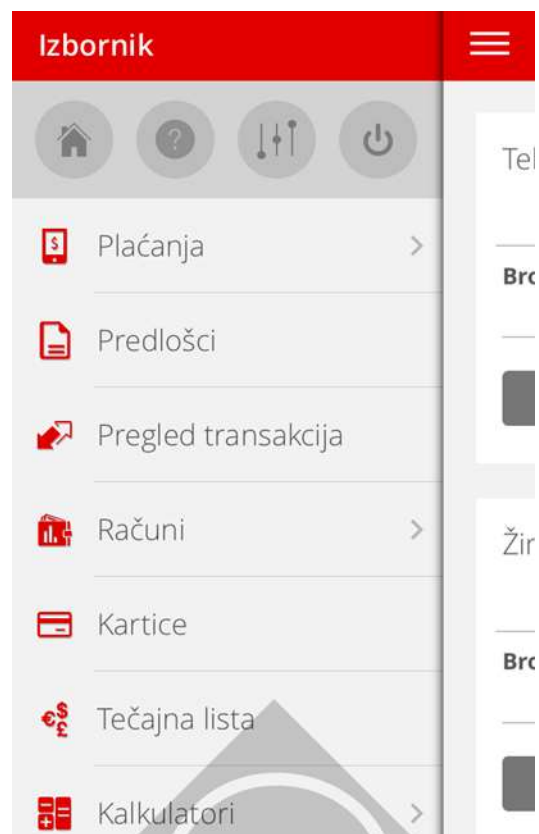 Izbornik
Plaćanja
Predlošci
Pregled transakcija
Računi
Kartice
Tečajna lista
Kalkulatori